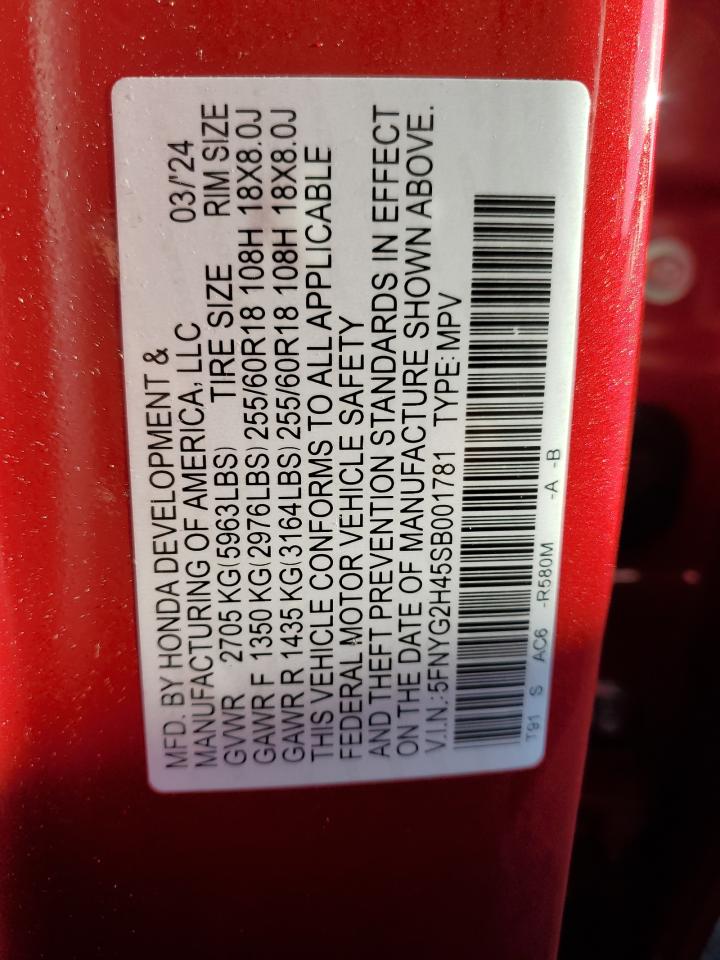 MFD. BY HONDA DEVELOPMENT &
MANUFACTURING OF AMERICA, LLC 03/'24
GVWR 2705 KG(5963LBS) TIRE SIZE RIM SIZE
GAWR F 1350 KG(2976LBS) 255/60R18 108H 18X8.0J
GAWR R 1435 KG(3164LBS) 255/60R18 108H 18X8.0J
THIS VEHICLE CONFORMS TO ALL APPLICABLE
FEDERAL MOTOR VEHICLE SAFETY
AND THEFT PREVENTION STANDARDS IN EFFECT
ON THE DATE OF MANUFACTURE SHOWN ABOVE.
V.I.N.:5FNYG2H45SB001781 TYPE: MPV
T91 S AC6 -R580M -A -B